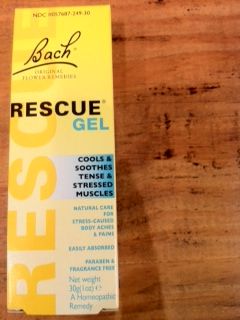 NDC #057687-249-30
Bach
ORIGINAL
FLOWER REMEDIES
RESCUE
RESCUE®
GEL
COOLS &
SOOTHES
TENSE &
STRESSED
MUSCLES
NATURAL CARE
FOR
STRESS-CAUSED
BODY ACHES
& PAINS
EASILY ABSORBED
PARABEN &
FRAGRANCE FREE
Net weight
30g(1oz) e
A Homeopathic
Remedy